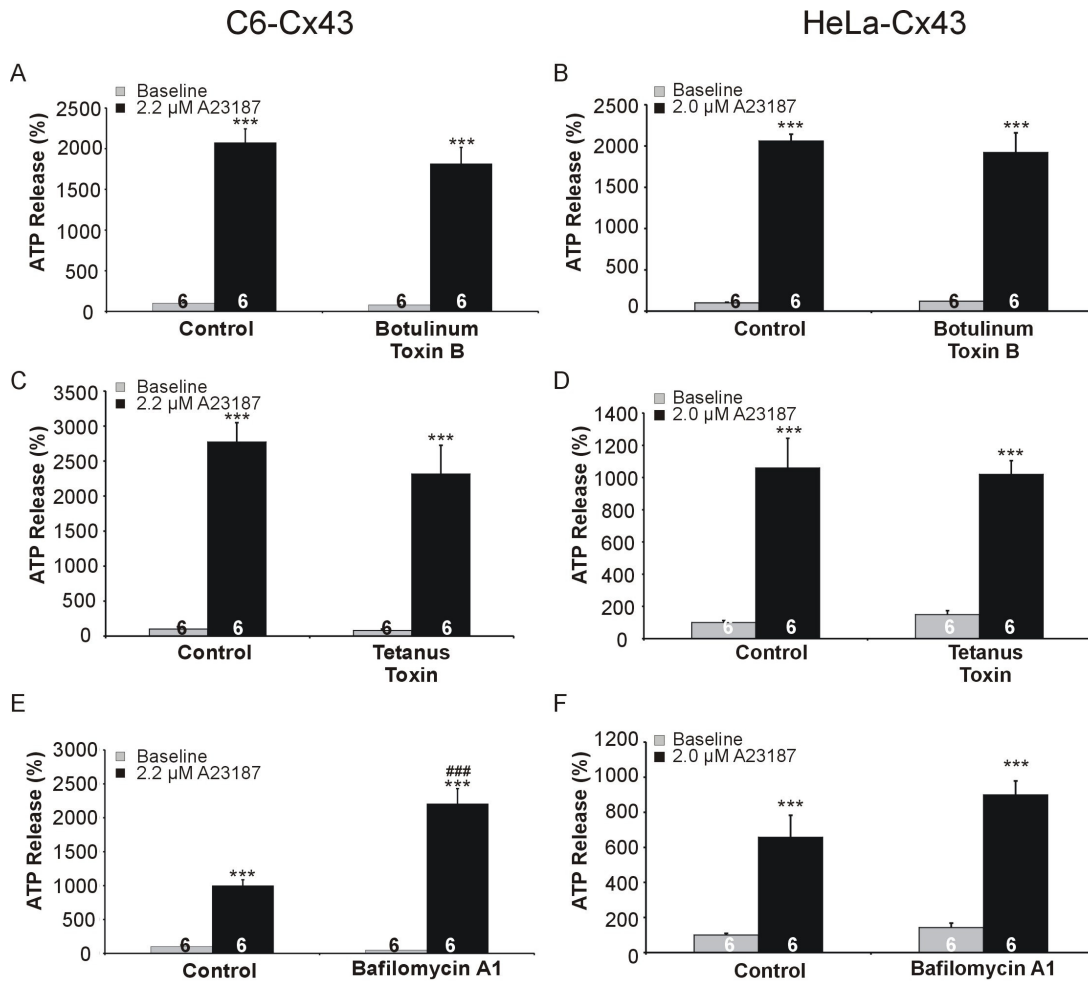 C6-Cx43
HeLa-Cx43
A
Baseline
2.2 µM A23187
ATP Release (%)
2500
2000
1500
1000
500
0
***
***
6
6
6
6
Control
Botulinum
Toxin B
B
Baseline
2.0 µM A23187
ATP Release (%)
2500
2000
1500
1000
500
0
***
***
6
6
6
6
Control
Botulinum
Toxin B
C
Baseline
2.2 µM A23187
ATP Release (%)
3500
3000
2500
2000
1500
1000
500
0
***
***
6
6
6
6
Control
Tetanus
Toxin
D
Baseline
2.0 µM A23187
ATP Release (%)
1400
1200
1000
800
600
400
200
0
***
***
6
6
6
6
Control
Tetanus
Toxin
E
Baseline
2.2 µM A23187
ATP Release (%)
3000
2500
2000
1500
1000
500
0
***
###
***
6
6
6
6
Control
Bafilomycin A1
F
Baseline
2.0 µM A23187
ATP Release (%)
1200
1000
800
600
400
200
0
***
***
6
6
6
6
Control
Bafilomycin A1